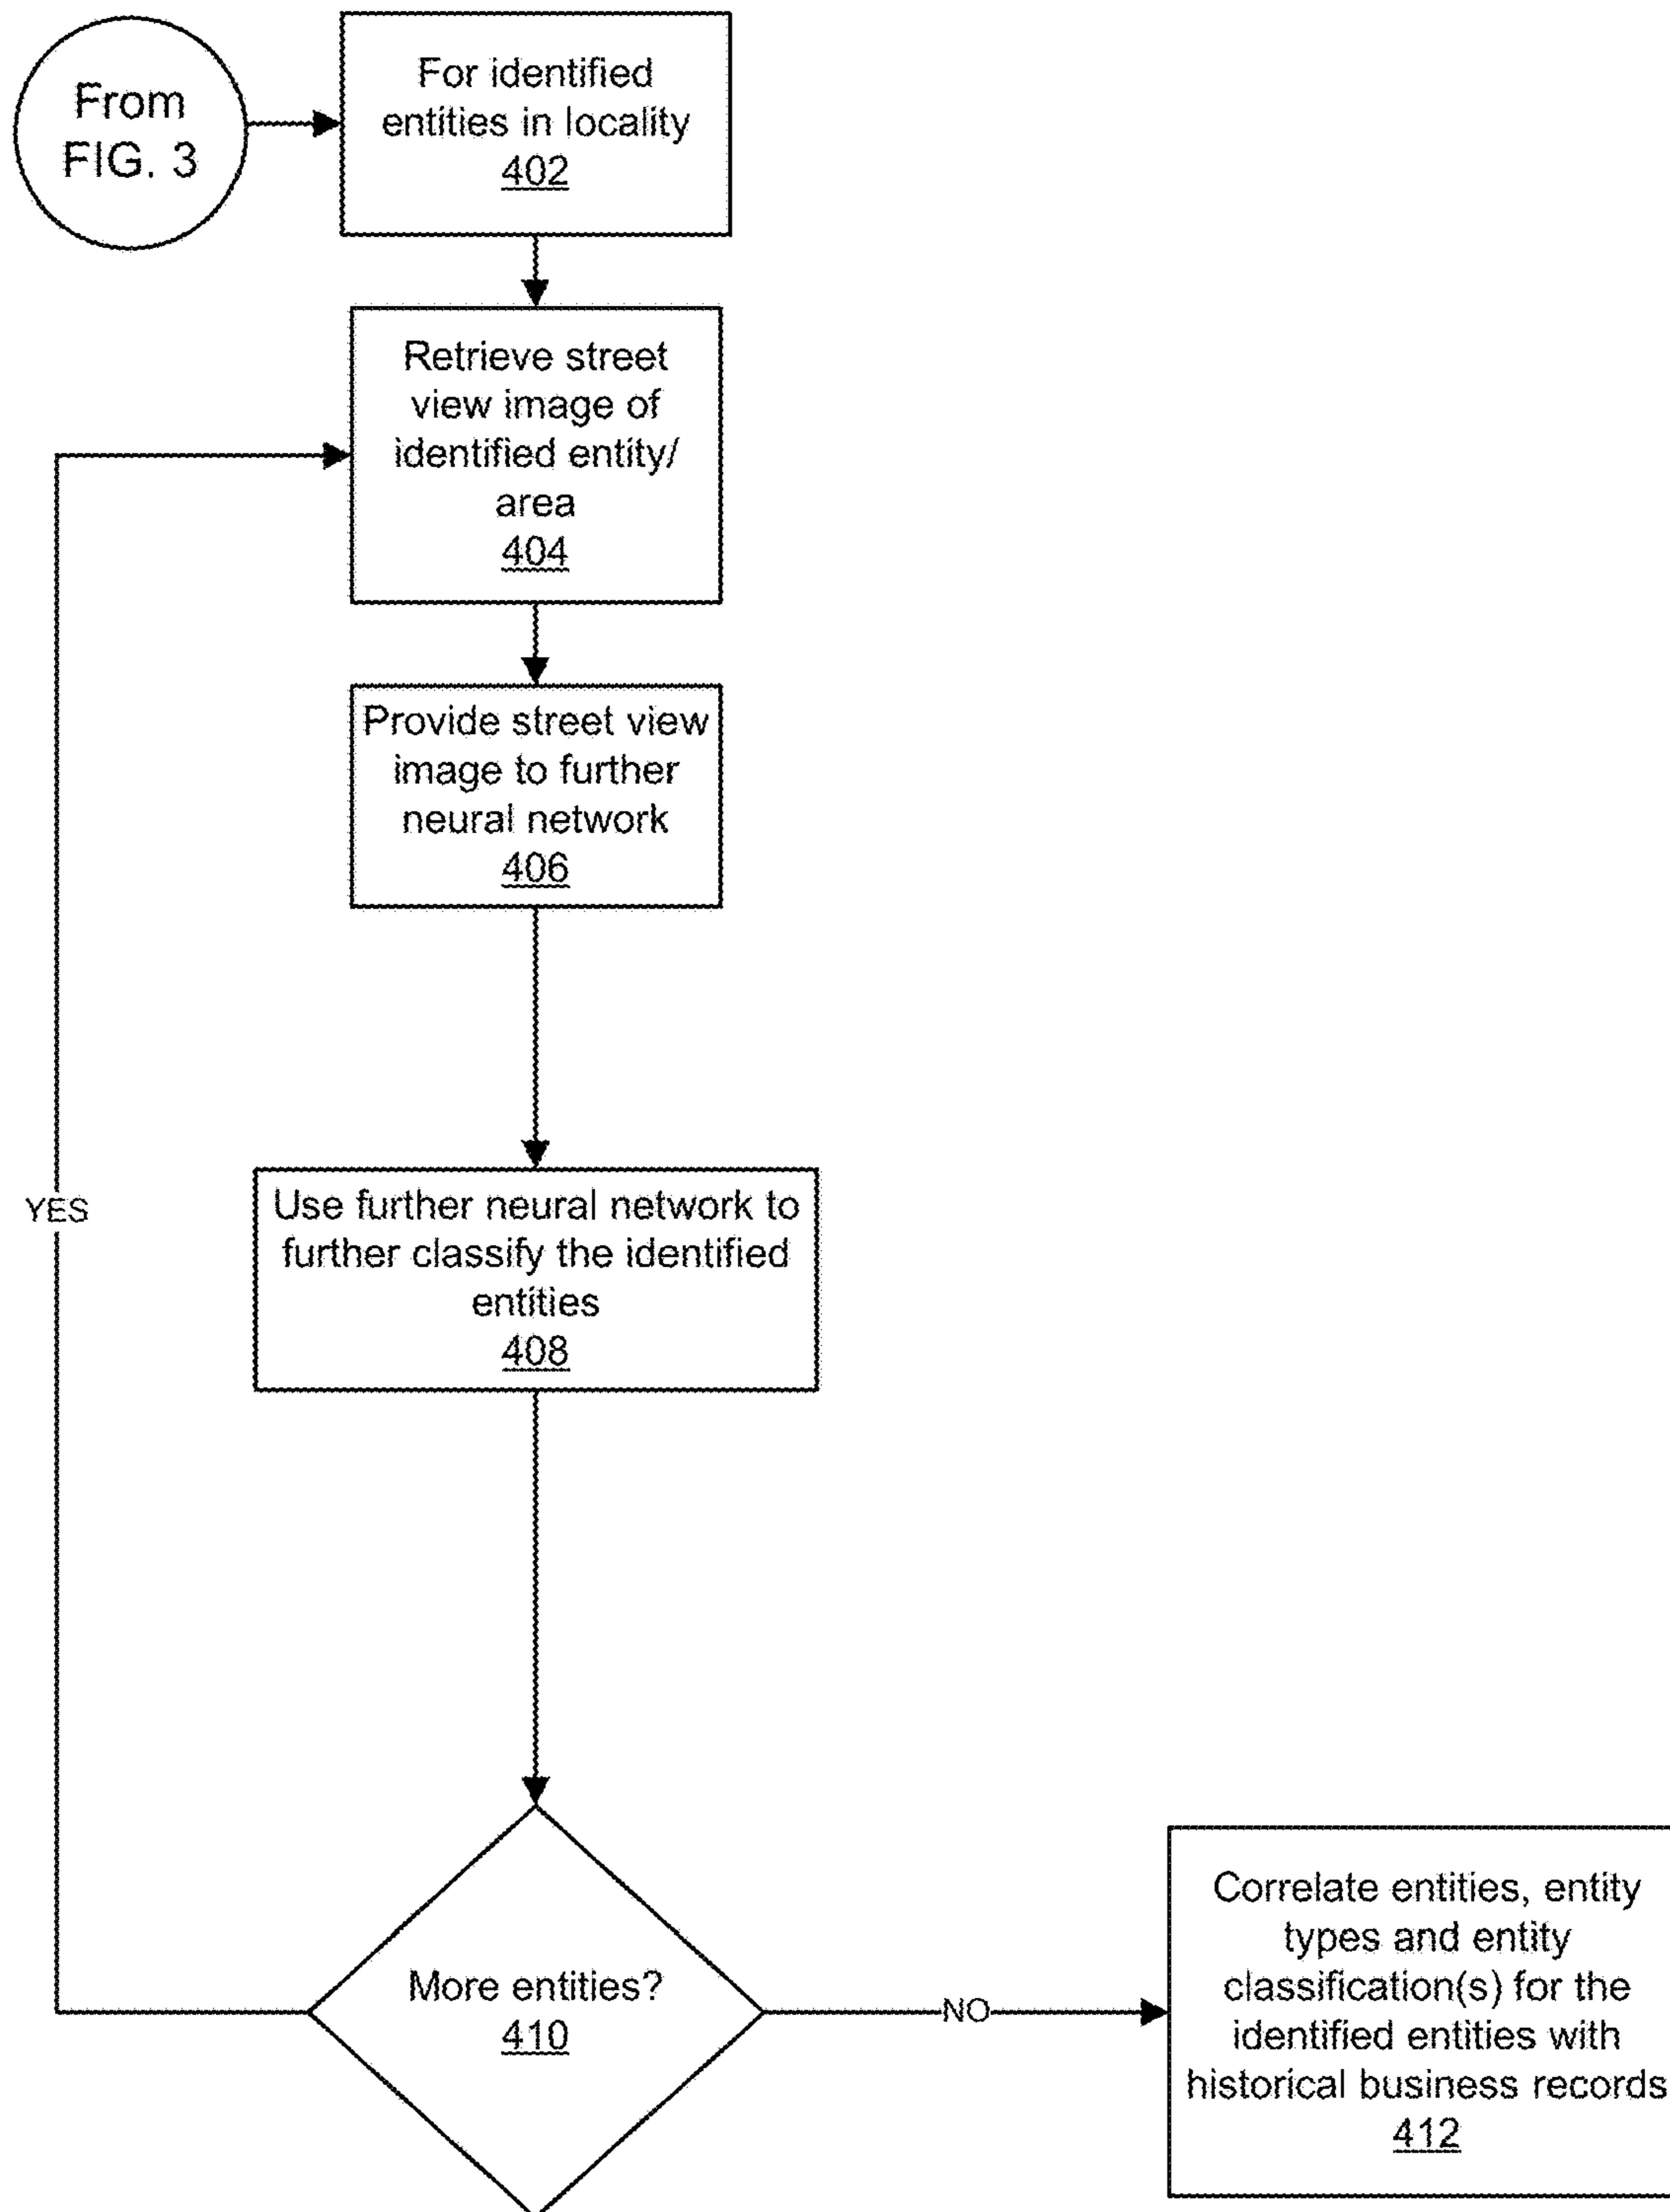 From
FIG. 3
For identified
entities in locality
402
Retrieve street
view image of
identified entity/
area
404
Provide street view
image to further
neural network
406
YES
Use further neural network to
further classify the identified
entities
408
More entities?
410
NO
Correlate entities, entity
types and entity
classification(s) for the
identified entities with
historical business records
412